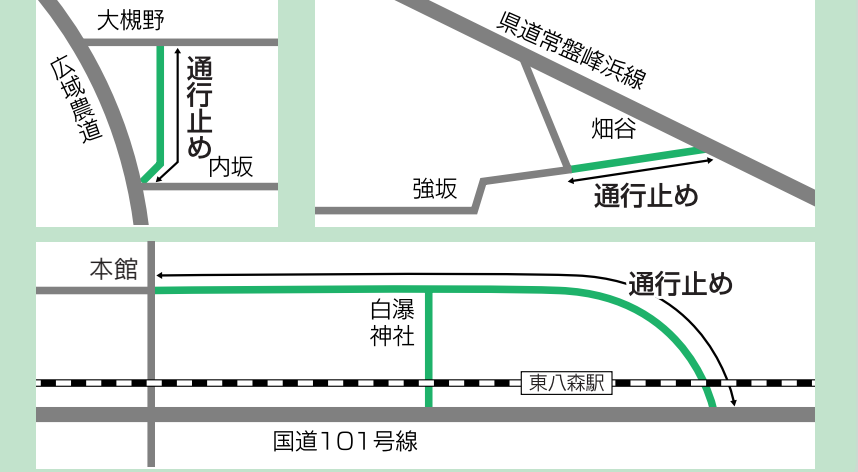 大槻野
広域農道
通行止め
内坂
県道常盤峰浜線
畑谷
強坂
通行止め
本館
通行止め
白瀑
神社
東八森駅
国道101号線